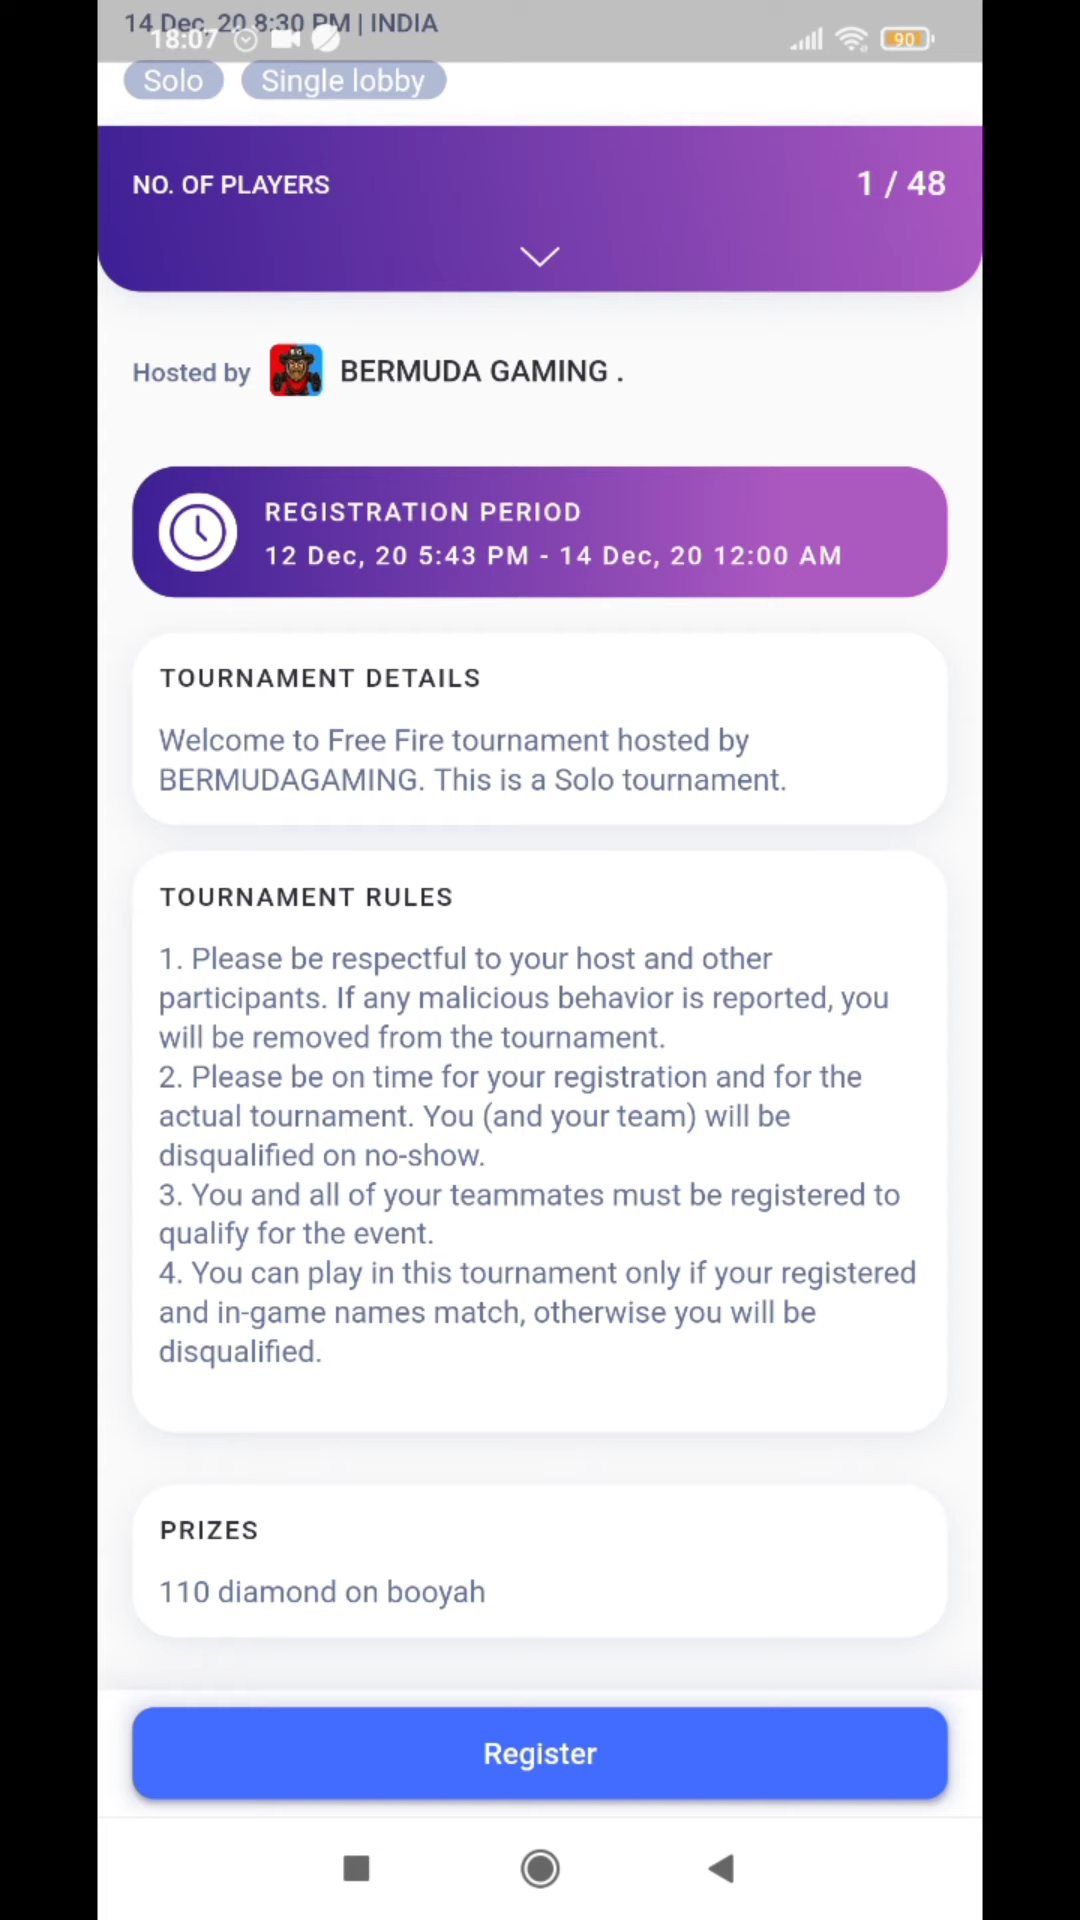 14 Dec, 20 8:30 PM | INDIA
18:07
90
Solo
Single lobby
NO. OF PLAYERS
1 / 48
Hosted by
BERMUDA GAMING .
REGISTRATION PERIOD
12 Dec, 20 5:43 PM - 14 Dec, 20 12:00 AM
TOURNAMENT DETAILS
Welcome to Free Fire tournament hosted by
BERMUDAGAMING. This is a Solo tournament.
TOURNAMENT RULES
1. Please be respectful to your host and other
participants. If any malicious behavior is reported, you
will be removed from the tournament.
2. Please be on time for your registration and for the
actual tournament. You (and your team) will be
disqualified on no-show.
3. You and all of your teammates must be registered to
qualify for the event.
4. You can play in this tournament only if your registered
and in-game names match, otherwise you will be
disqualified.
PRIZES
110 diamond on booyah
Register